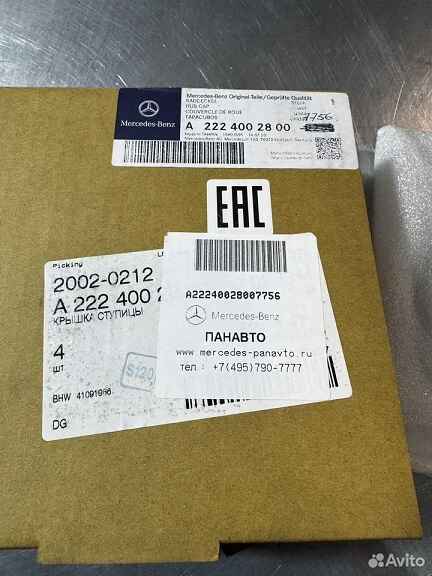 Mercedes-Benz Original-Teile/Geprüfte Qualität
RADDECKEL
HUB CAP
COUVERCLE DE ROUE
TAPACUBOS
1
7756
A 222 400 28 00
Mercedes-Benz
EAC
Picking
2002-0212
A 222 400 2
КРЫШКА СТУПИЦЫ
4
шт.
BHW 41091966
DG
A22240028007756
Mercedes-Benz
ПАНАВТО
www.mercedes-panavto.ru
тел.: +7(495)790-7777
Avito